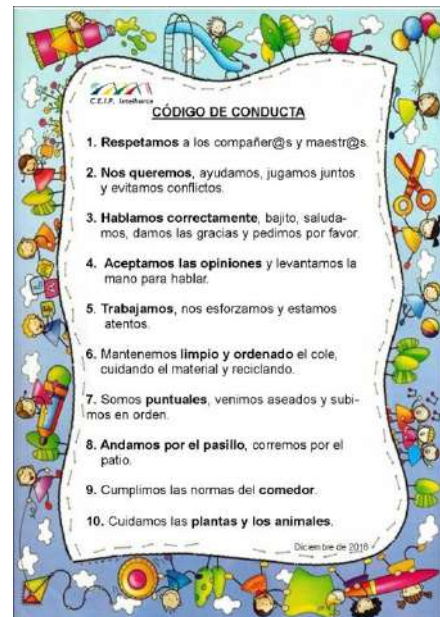 C.E.I.P. Intelhorce
CÓDIGO DE CONDUCTA
1. Respetamos a los compañer@s y maestr@s.
2. Nos queremos, ayudamos, jugamos juntos
y evitamos conflictos.
3. Hablamos correctamente, bajito, saluda-
mos, damos las gracias y pedimos por favor.
4. Aceptamos las opiniones y levantamos la
mano para hablar.
5. Trabajamos, nos esforzamos y estamos
atentos.
6. Mantenemos limpio y ordenado el cole,
cuidando el material y reciclando.
7. Somos puntuales, venimos aseados y subi-
mos en orden.
8. Andamos por el pasillo, corremos por el
patio.
9. Cumplimos las normas del comedor.
10. Cuidamos las plantas y los animales.
Diciembre de 2016